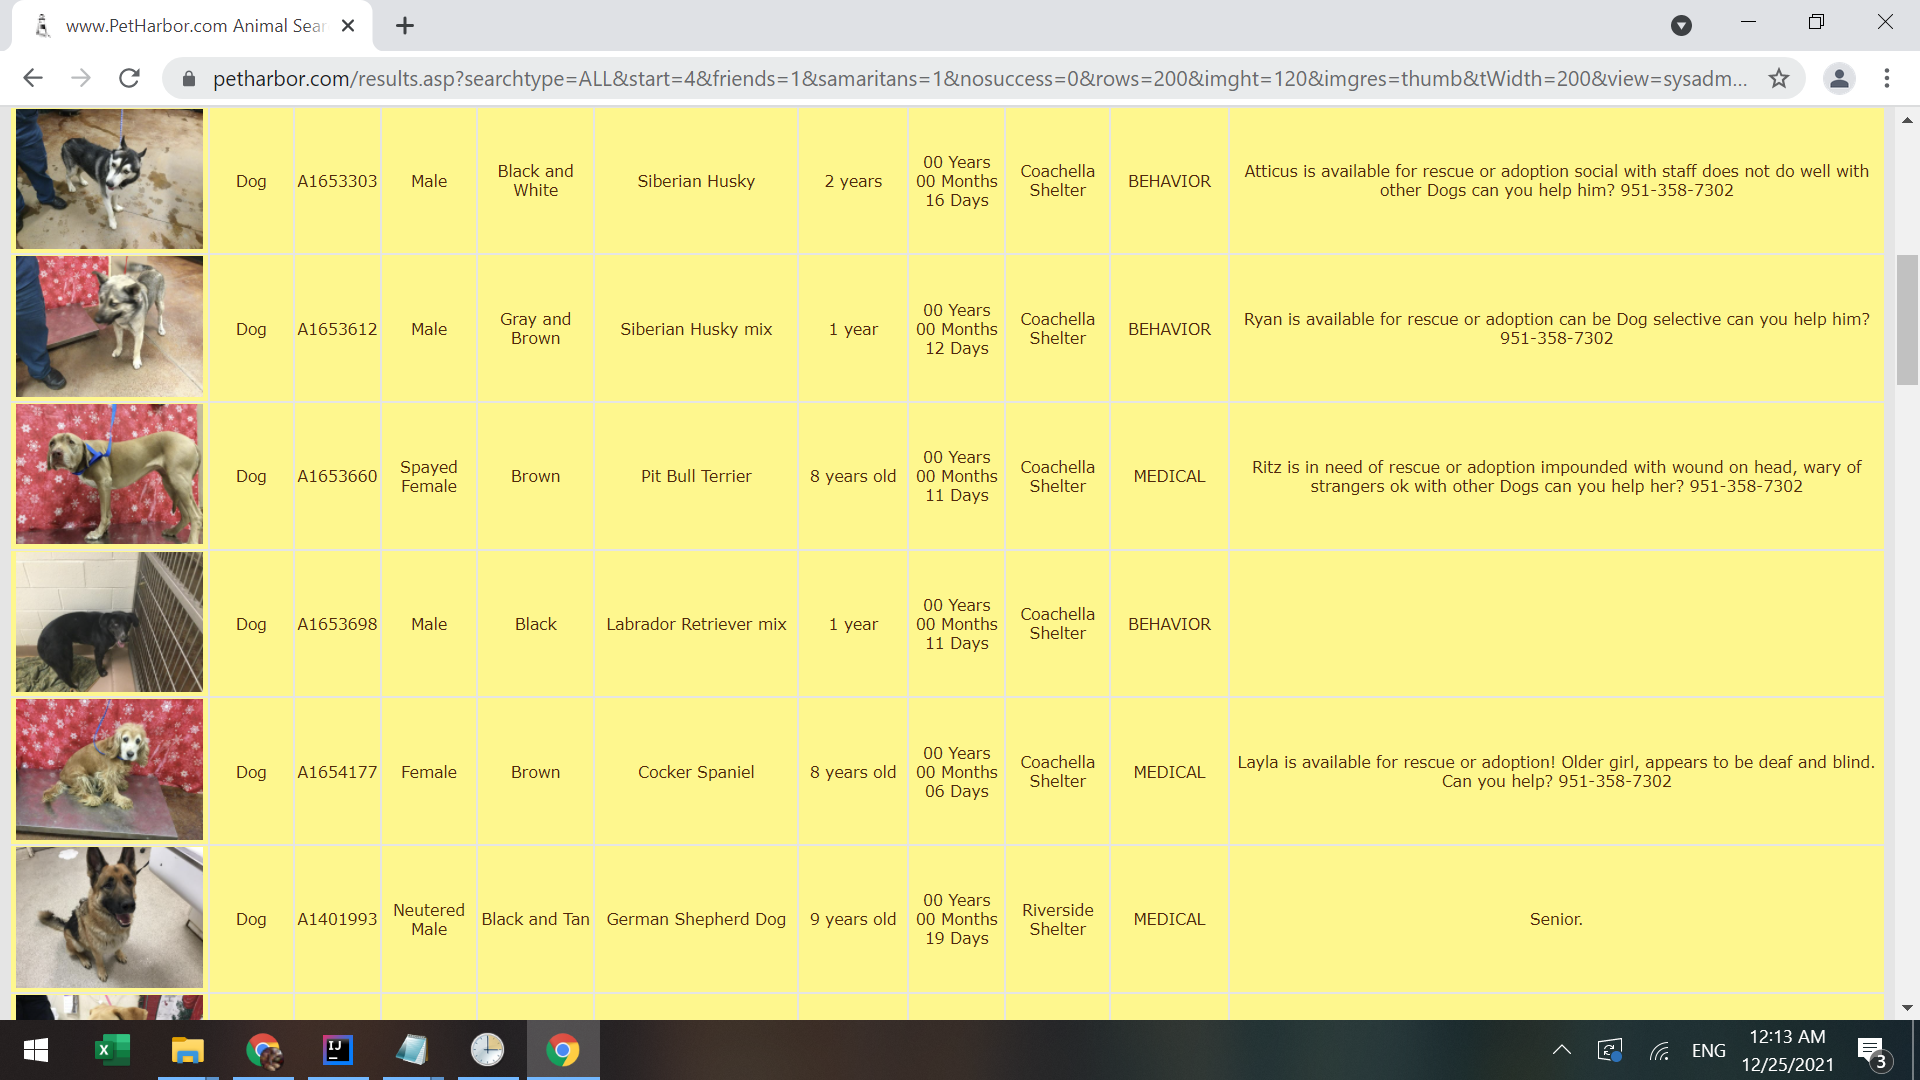 www.PetHarbor.com Animal Sear
petharbor.com/results.asp?searchtype=ALL&start=4&friends=1&samaritans=1&nosuccess=0&rows=200&imght=120&imgres=thumb&tWidth=200&view=sysadm...
Dog
A1653303
Male
Black and
White
Siberian Husky
2 years
00 Years
00 Months
16 Days
Coachella
Shelter
BEHAVIOR
Atticus is available for rescue or adoption social with staff does not do well with
other Dogs can you help him? 951-358-7302
Dog
A1653612
Male
Gray and
Brown
Siberian Husky mix
1 year
00 Years
00 Months
12 Days
Coachella
Shelter
BEHAVIOR
Ryan is available for rescue or adoption can be Dog selective can you help him?
951-358-7302
Dog
A1653660
Spayed
Female
Brown
Pit Bull Terrier
8 years old
00 Years
00 Months
11 Days
Coachella
Shelter
MEDICAL
Ritz is in need of rescue or adoption impounded with wound on head, wary of
strangers ok with other Dogs can you help her? 951-358-7302
Dog
A1653698
Male
Black
Labrador Retriever mix
1 year
00 Years
00 Months
11 Days
Coachella
Shelter
BEHAVIOR
Dog
A1654177
Female
Brown
Cocker Spaniel
8 years old
00 Years
00 Months
06 Days
Coachella
Shelter
MEDICAL
Layla is available for rescue or adoption! Older girl, appears to be deaf and blind.
Can you help? 951-358-7302
Dog
A1401993
Neutered
Male
Black and Tan
German Shepherd Dog
9 years old
00 Years
00 Months
19 Days
Riverside
Shelter
MEDICAL
Senior.
X
IJ
ENG
12:13 AM
12/25/2021
3